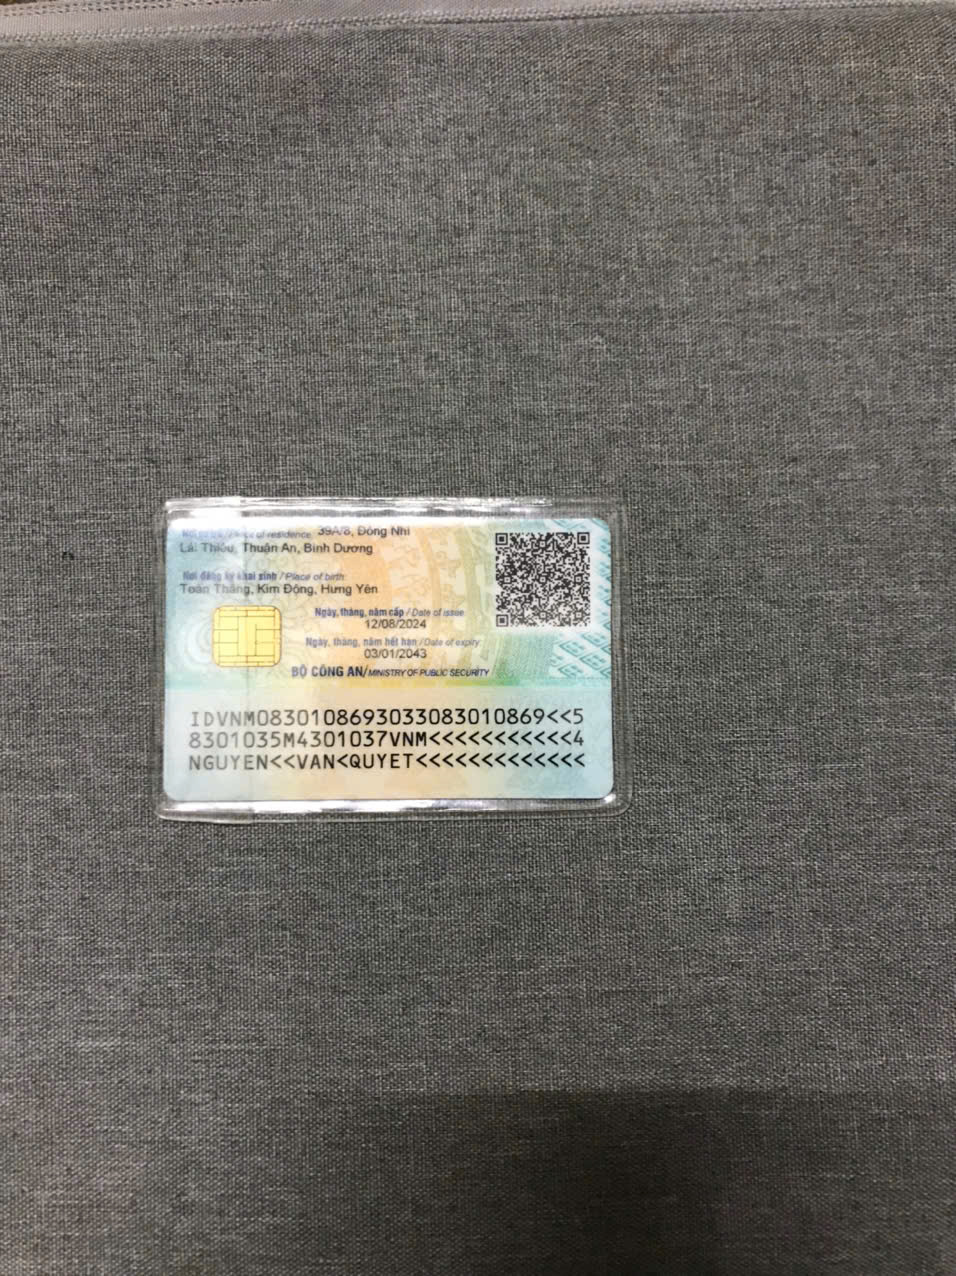 Nơi cư trú / Place of residence: 39A/8, Đông Nhì
Lái Thiêu, Thuận An, Bình Dương
Nơi đăng ký khai sinh / Place of birth:
Toàn Thắng, Kim Động, Hưng Yên
Ngày, tháng, năm cấp / Date of issue
12/08/2024
Ngày, tháng, năm hết hạn / Date of expiry
03/01/2043
BỘ CÔNG AN/MINISTRY OF PUBLIC SECURITY
IDVNM0830108693033083010869<<5
8301035M4301037VNM<<<<<<<<<<<4
NGUYEN<<VAN<QUYET<<<<<<<<<<<<<